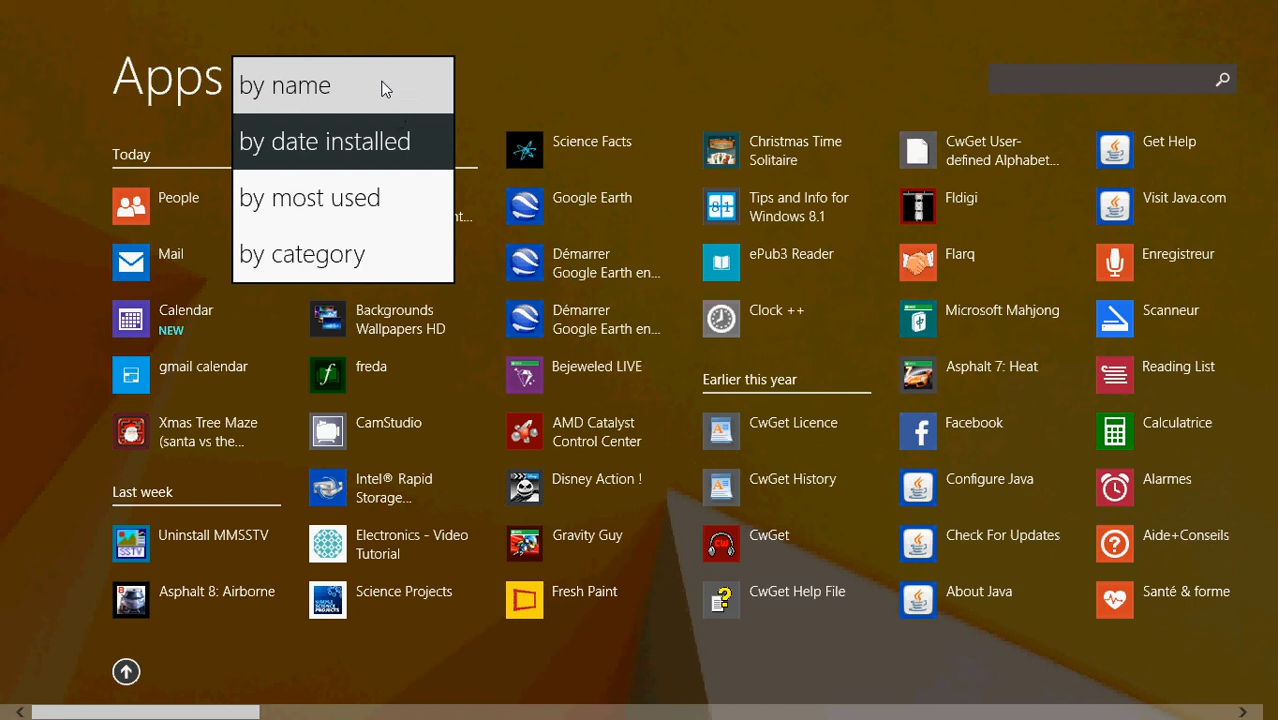 Apps
by name
by date installed
by most used
by category
Today
People
Mail
Calendar
NEW
gmail calendar
Xmas Tree Maze
(santa vs the...
Last week
Uninstall MMSSTV
SSTV
Asphalt 8: Airborne
nt...
Backgrounds
Wallpapers HD
freda
CamStudio
Intel® Rapid
Storage...
Electronics - Video
Tutorial
Science Projects
Science Facts
Google Earth
Démarrer
Google Earth en...
Démarrer
Google Earth en...
Bejeweled LIVE
AMD Catalyst
Control Center
Disney Action !
Gravity Guy
Fresh Paint
Christmas Time
Solitaire
Tips and Info for
Windows 8.1
ePub3 Reader
Clock ++
Earlier this year
CwGet Licence
CwGet History
CwGet
CwGet Help File
CwGet User-
defined Alphabet...
Fldigi
Flarq
Microsoft Mahjong
Asphalt 7: Heat
Facebook
Configure Java
Check For Updates
About Java
Get Help
Visit Java.com
Enregistreur
Scanneur
Reading List
Calculatrice
Alarmes
Aide+Conseils
Santé & forme